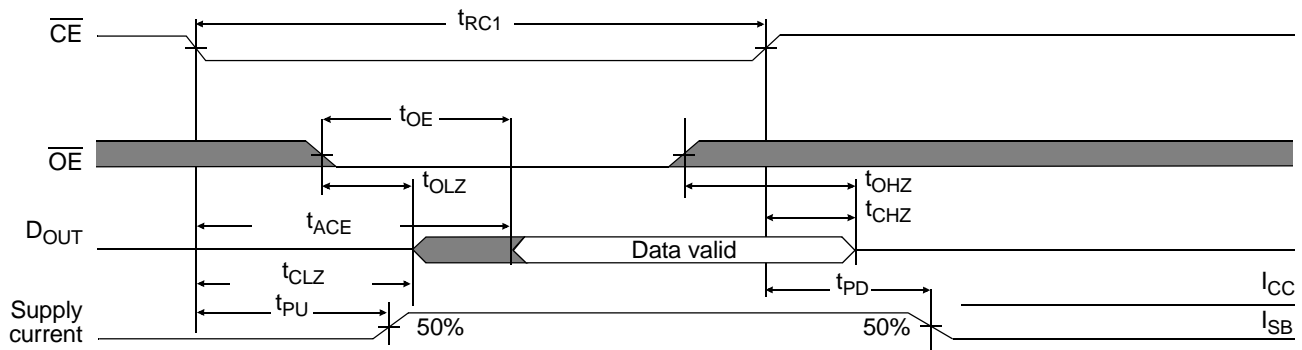 tRC1
CE
tOE
OE
tOLZ
tOHZ
tACE
tCHZ
DOUT
Data valid
tCLZ
tPD
ICC
tPU
Supply
current
50%
50%
ISB